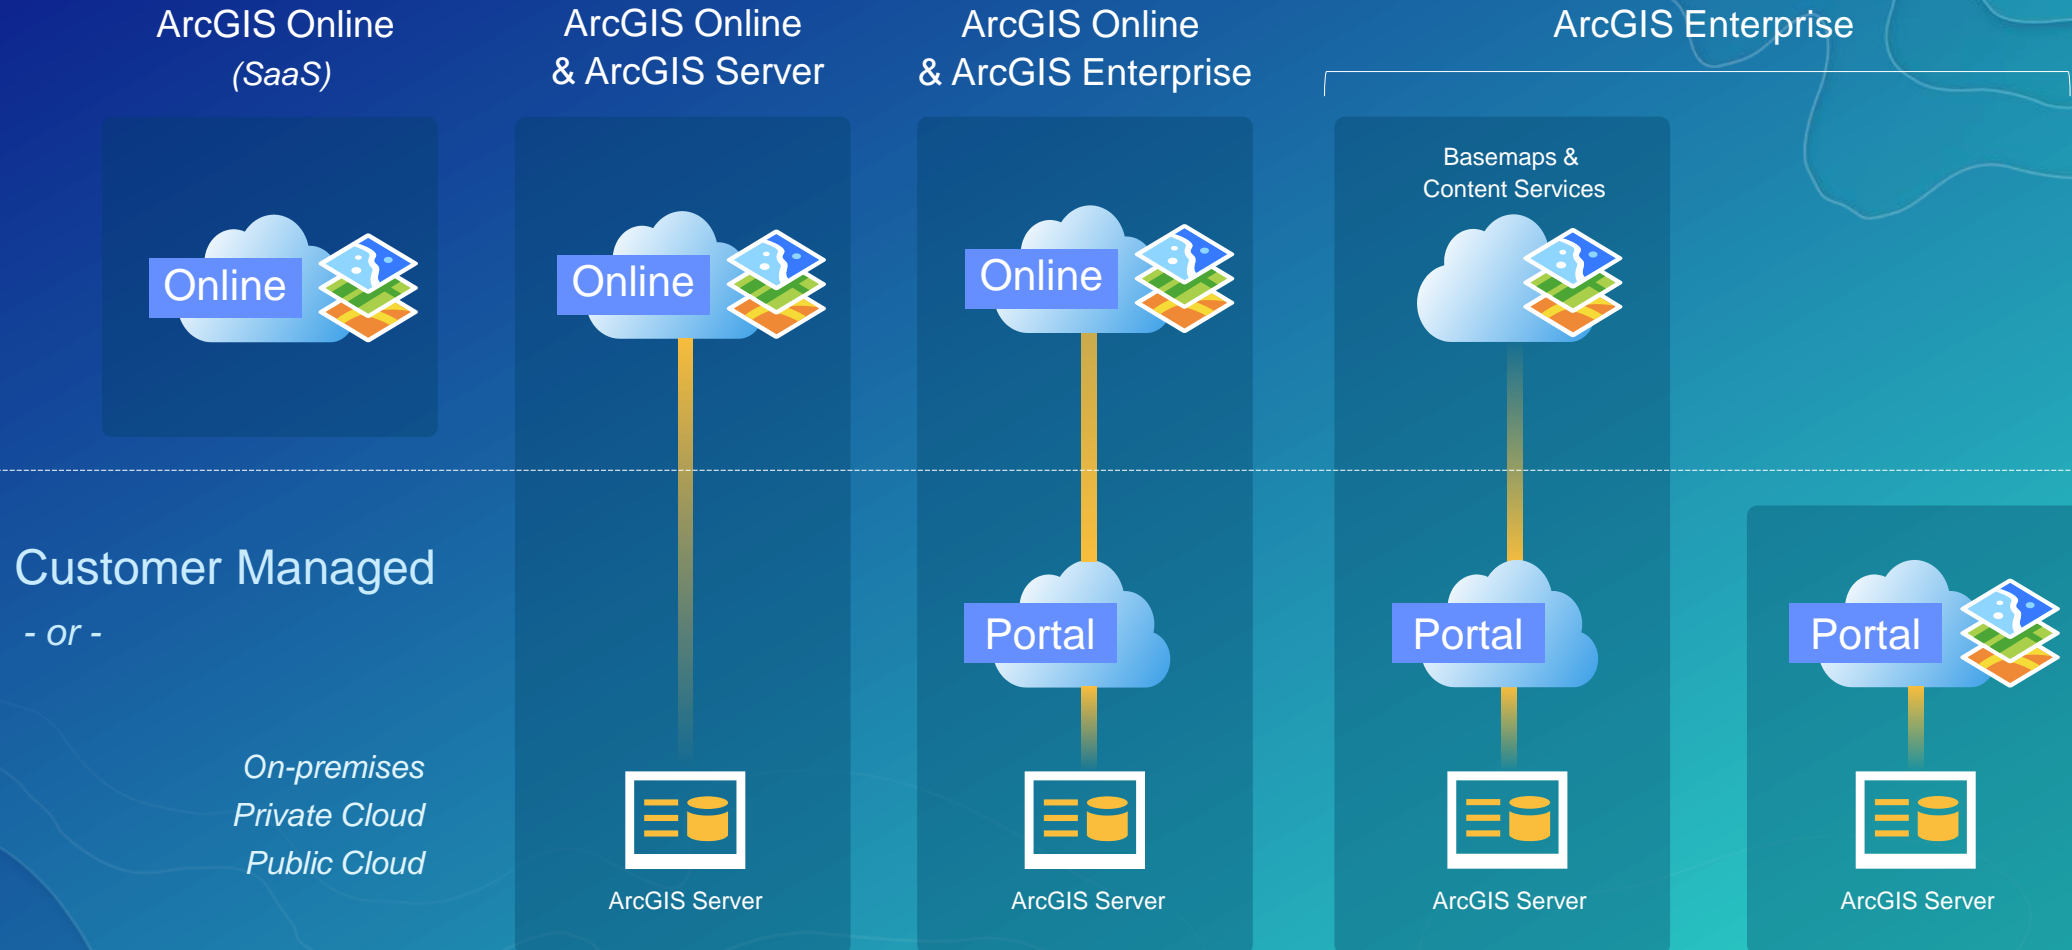 ArcGIS Online
(SaaS)
ArcGIS Online
& ArcGIS Server
ArcGIS Online
& ArcGIS Enterprise
ArcGIS Enterprise
Online
Online
Online
Basemaps &
Content Services
Customer Managed
- or -
On-premises
Private Cloud
Public Cloud
Portal
Portal
Portal
ArcGIS Server
ArcGIS Server
ArcGIS Server
ArcGIS Server